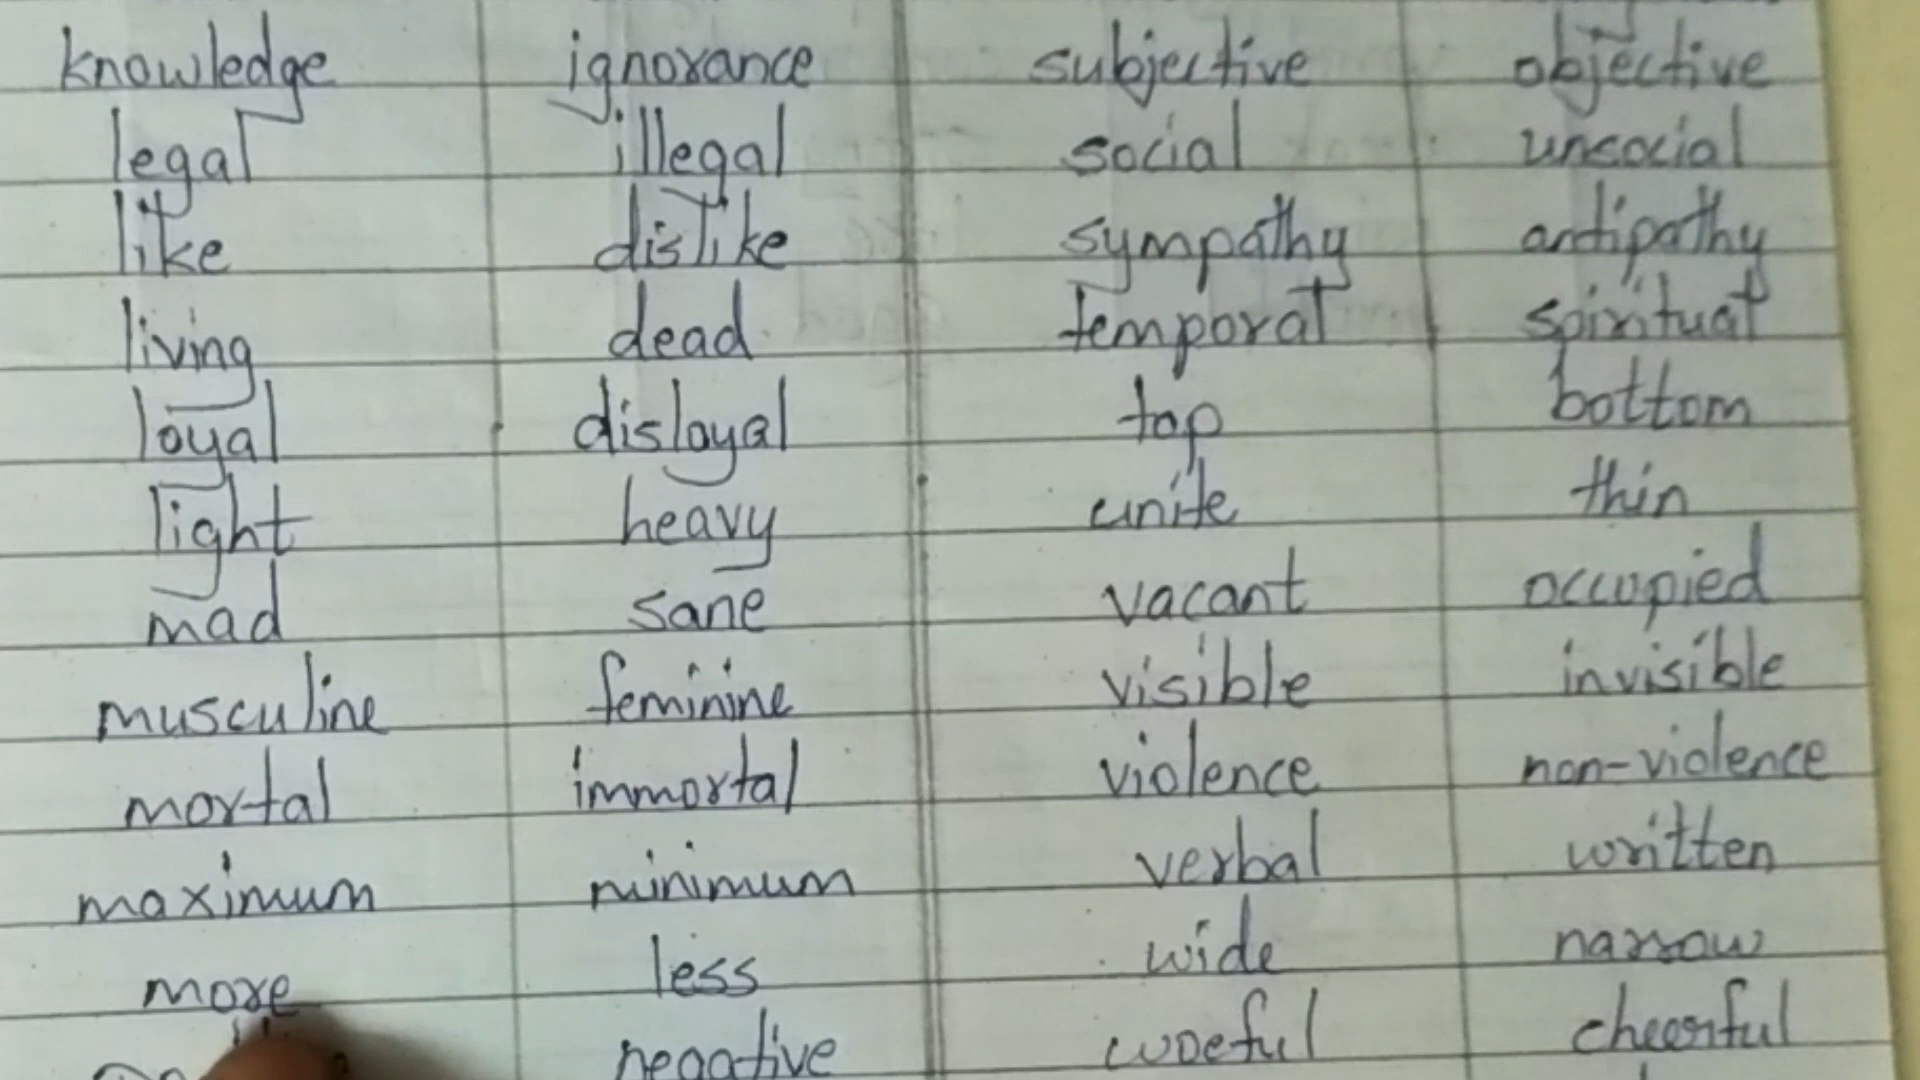 knowledge ignorance subjective objective
legal illegal social unsocial
like dislike sympathy antipathy
living dead temporal spiritual
loyal disloyal top bottom
light heavy unite thin
mad sane vacant occupied
musculine feminine visible invisible
mortal immortal violence non-violence
maximum minimum verbal written
more less wide narrow
negative woeful cheerful